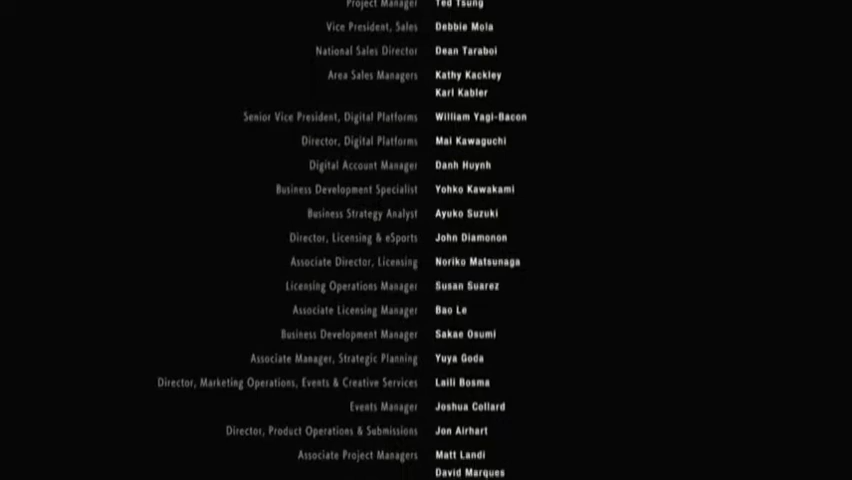 Project Manager Ted Tsung
Vice President, Sales Debbie Mola
National Sales Director Dean Taraboi
Area Sales Managers Kathy Kackley
Karl Kabler
Senior Vice President, Digital Platforms William Yagi-Bacon
Director, Digital Platforms Mai Kawaguchi
Digital Account Manager Danh Huynh
Business Development Specialist Yohko Kawakami
Business Strategy Analyst Ayuko Suzuki
Director, Licensing & eSports John Diamonon
Associate Director, Licensing Noriko Matsunaga
Licensing Operations Manager Susan Suarez
Associate Licensing Manager Bao Le
Business Development Manager Sakae Osumi
Associate Manager, Strategic Planning Yuya Goda
Director, Marketing Operations, Events & Creative Services Laili Bosma
Events Manager Joshua Collard
Director, Product Operations & Submissions Jon Airhart
Associate Project Managers Matt Landi
David Marques